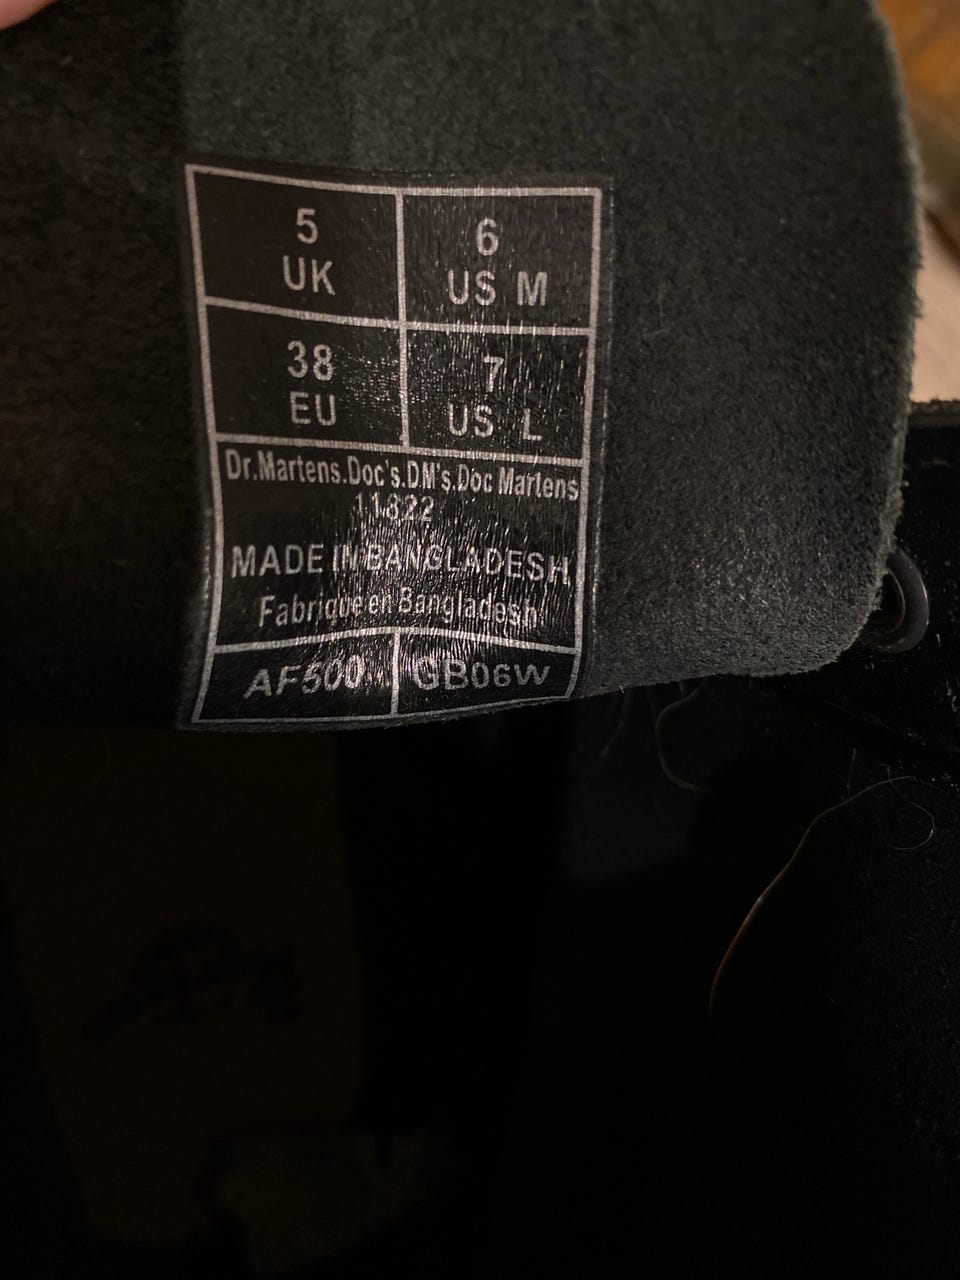 5
UK
6
US M
38
EU
7
US L
Dr.Martens.Doc's.DM's.Doc Martens
11822
MADE IN BANGLADESH
Fabrique en Bangladesh
AF500
GB06W